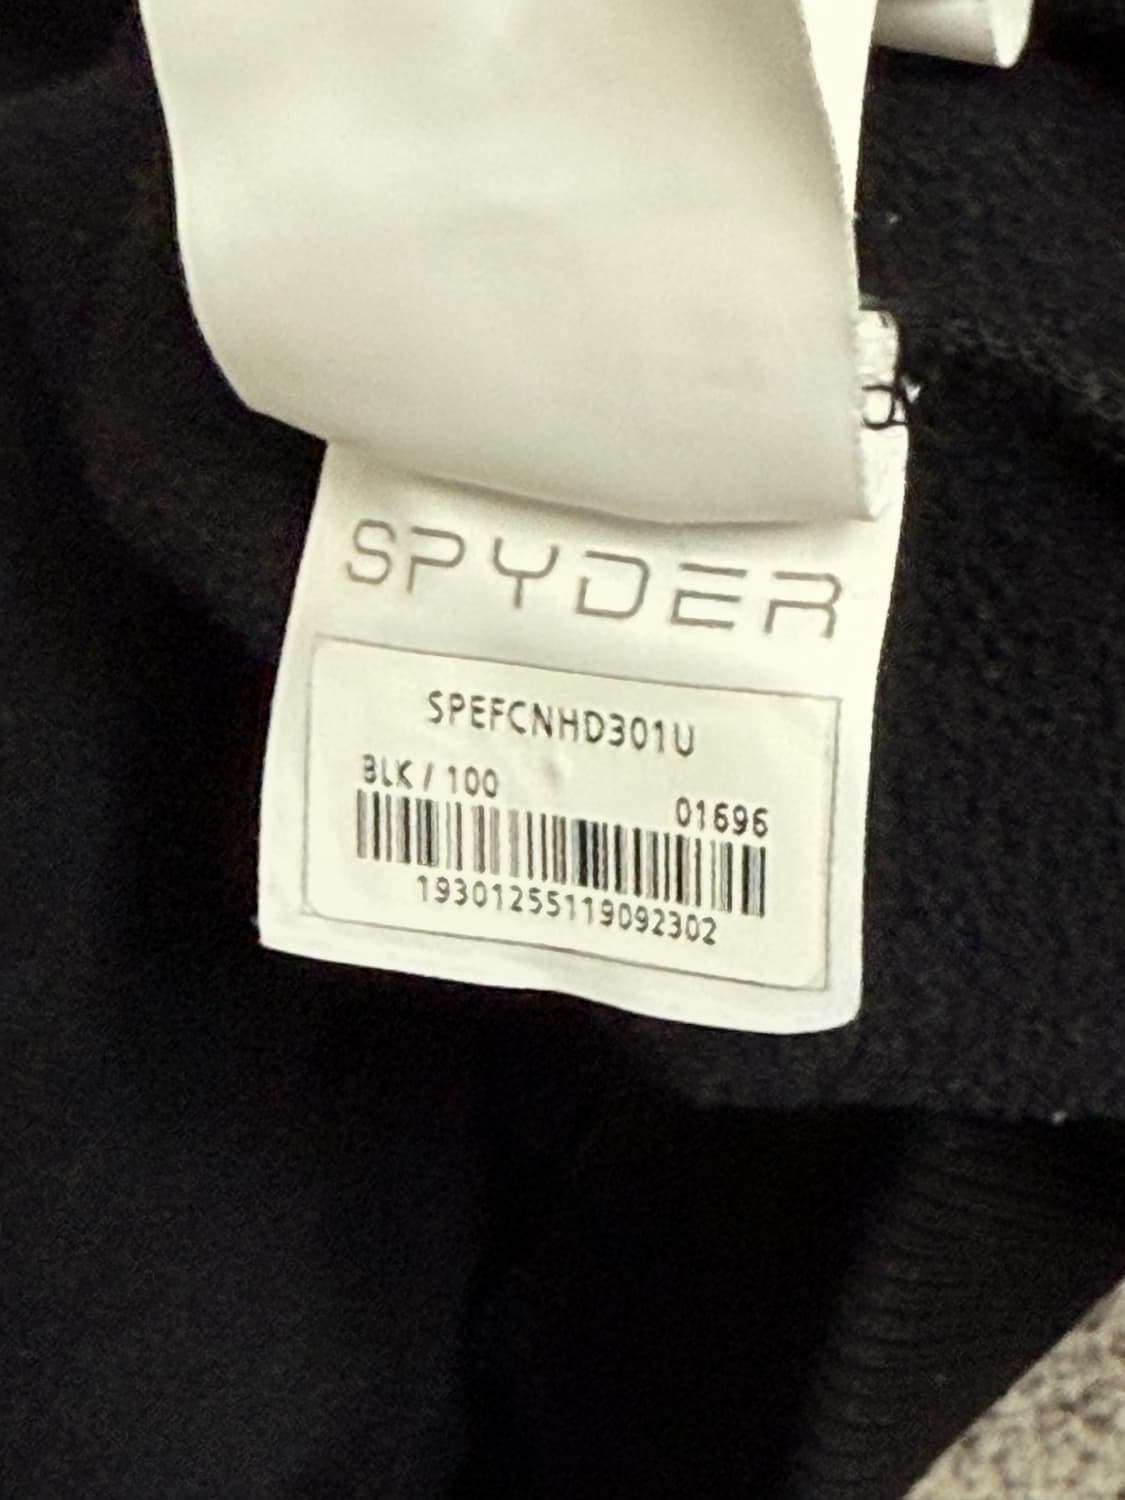 SPYDER
SPEFCNHD301U
BLK / 100
01696
19301255119092302